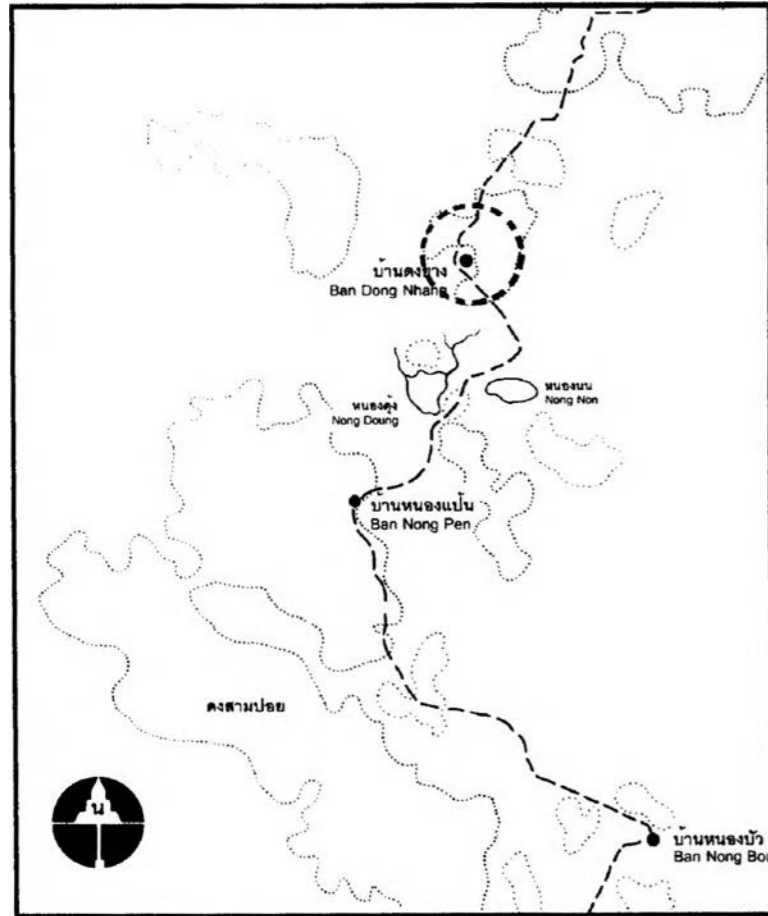 บ้านดงยาง
Ban Dong Nhang
หนองนน
Nong Non
หนองดุ้ง
Nong Doung
บ้านหนองแป้น
Ban Nong Pen
ดงสามปอย
น
บ้านหนองบัว
Ban Nong Bou